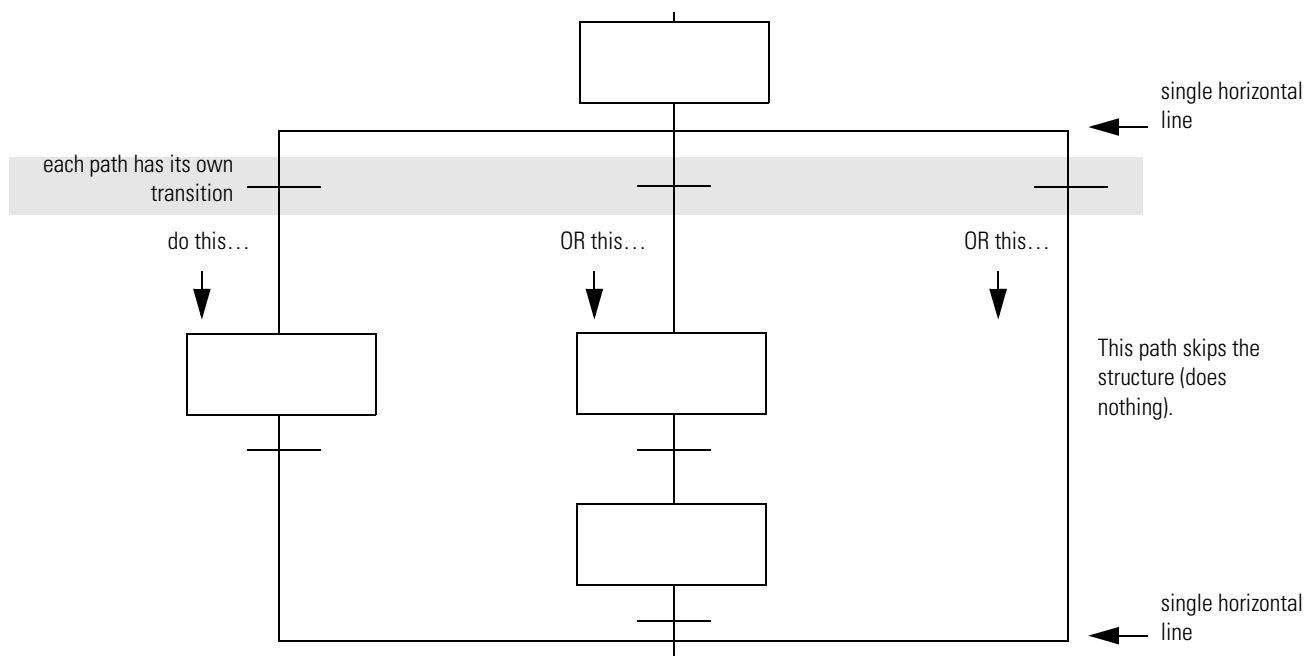 single horizontal
line
each path has its own
transition
do this…
OR this…
OR this…
This path skips the
structure (does
nothing).
single horizontal
line